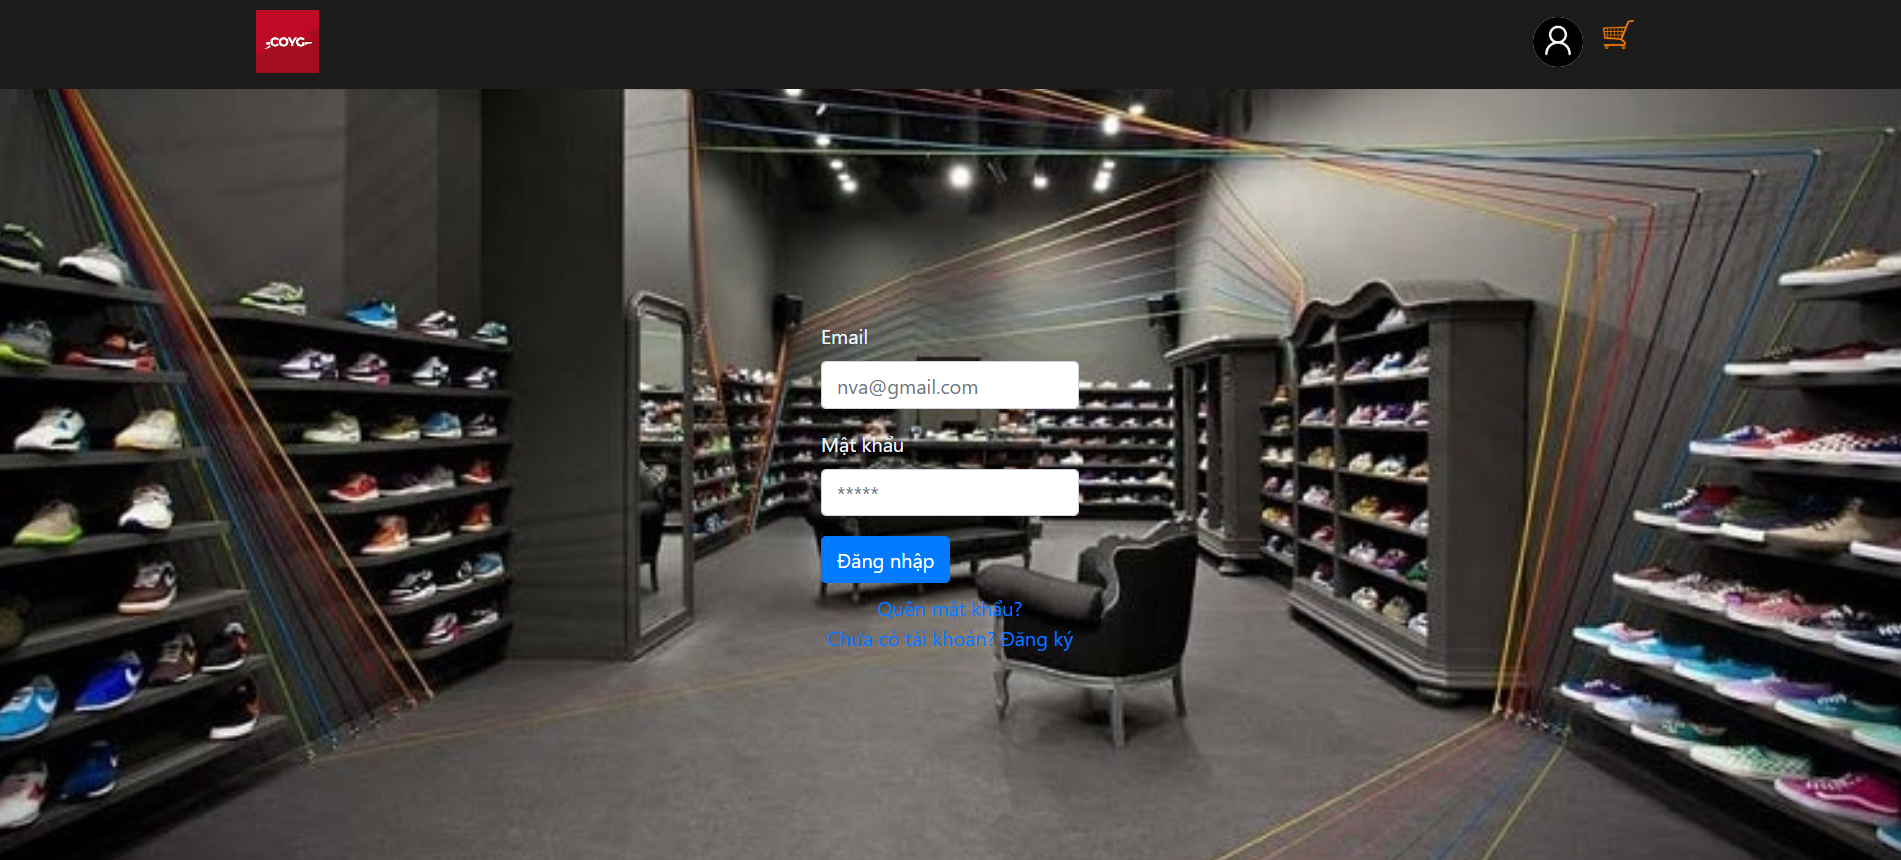 COYG
Email
nva@gmail.com
Mật khẩu
*****
Đăng nhập
Quên mật khẩu?
Chưa có tài khoản? Đăng ký